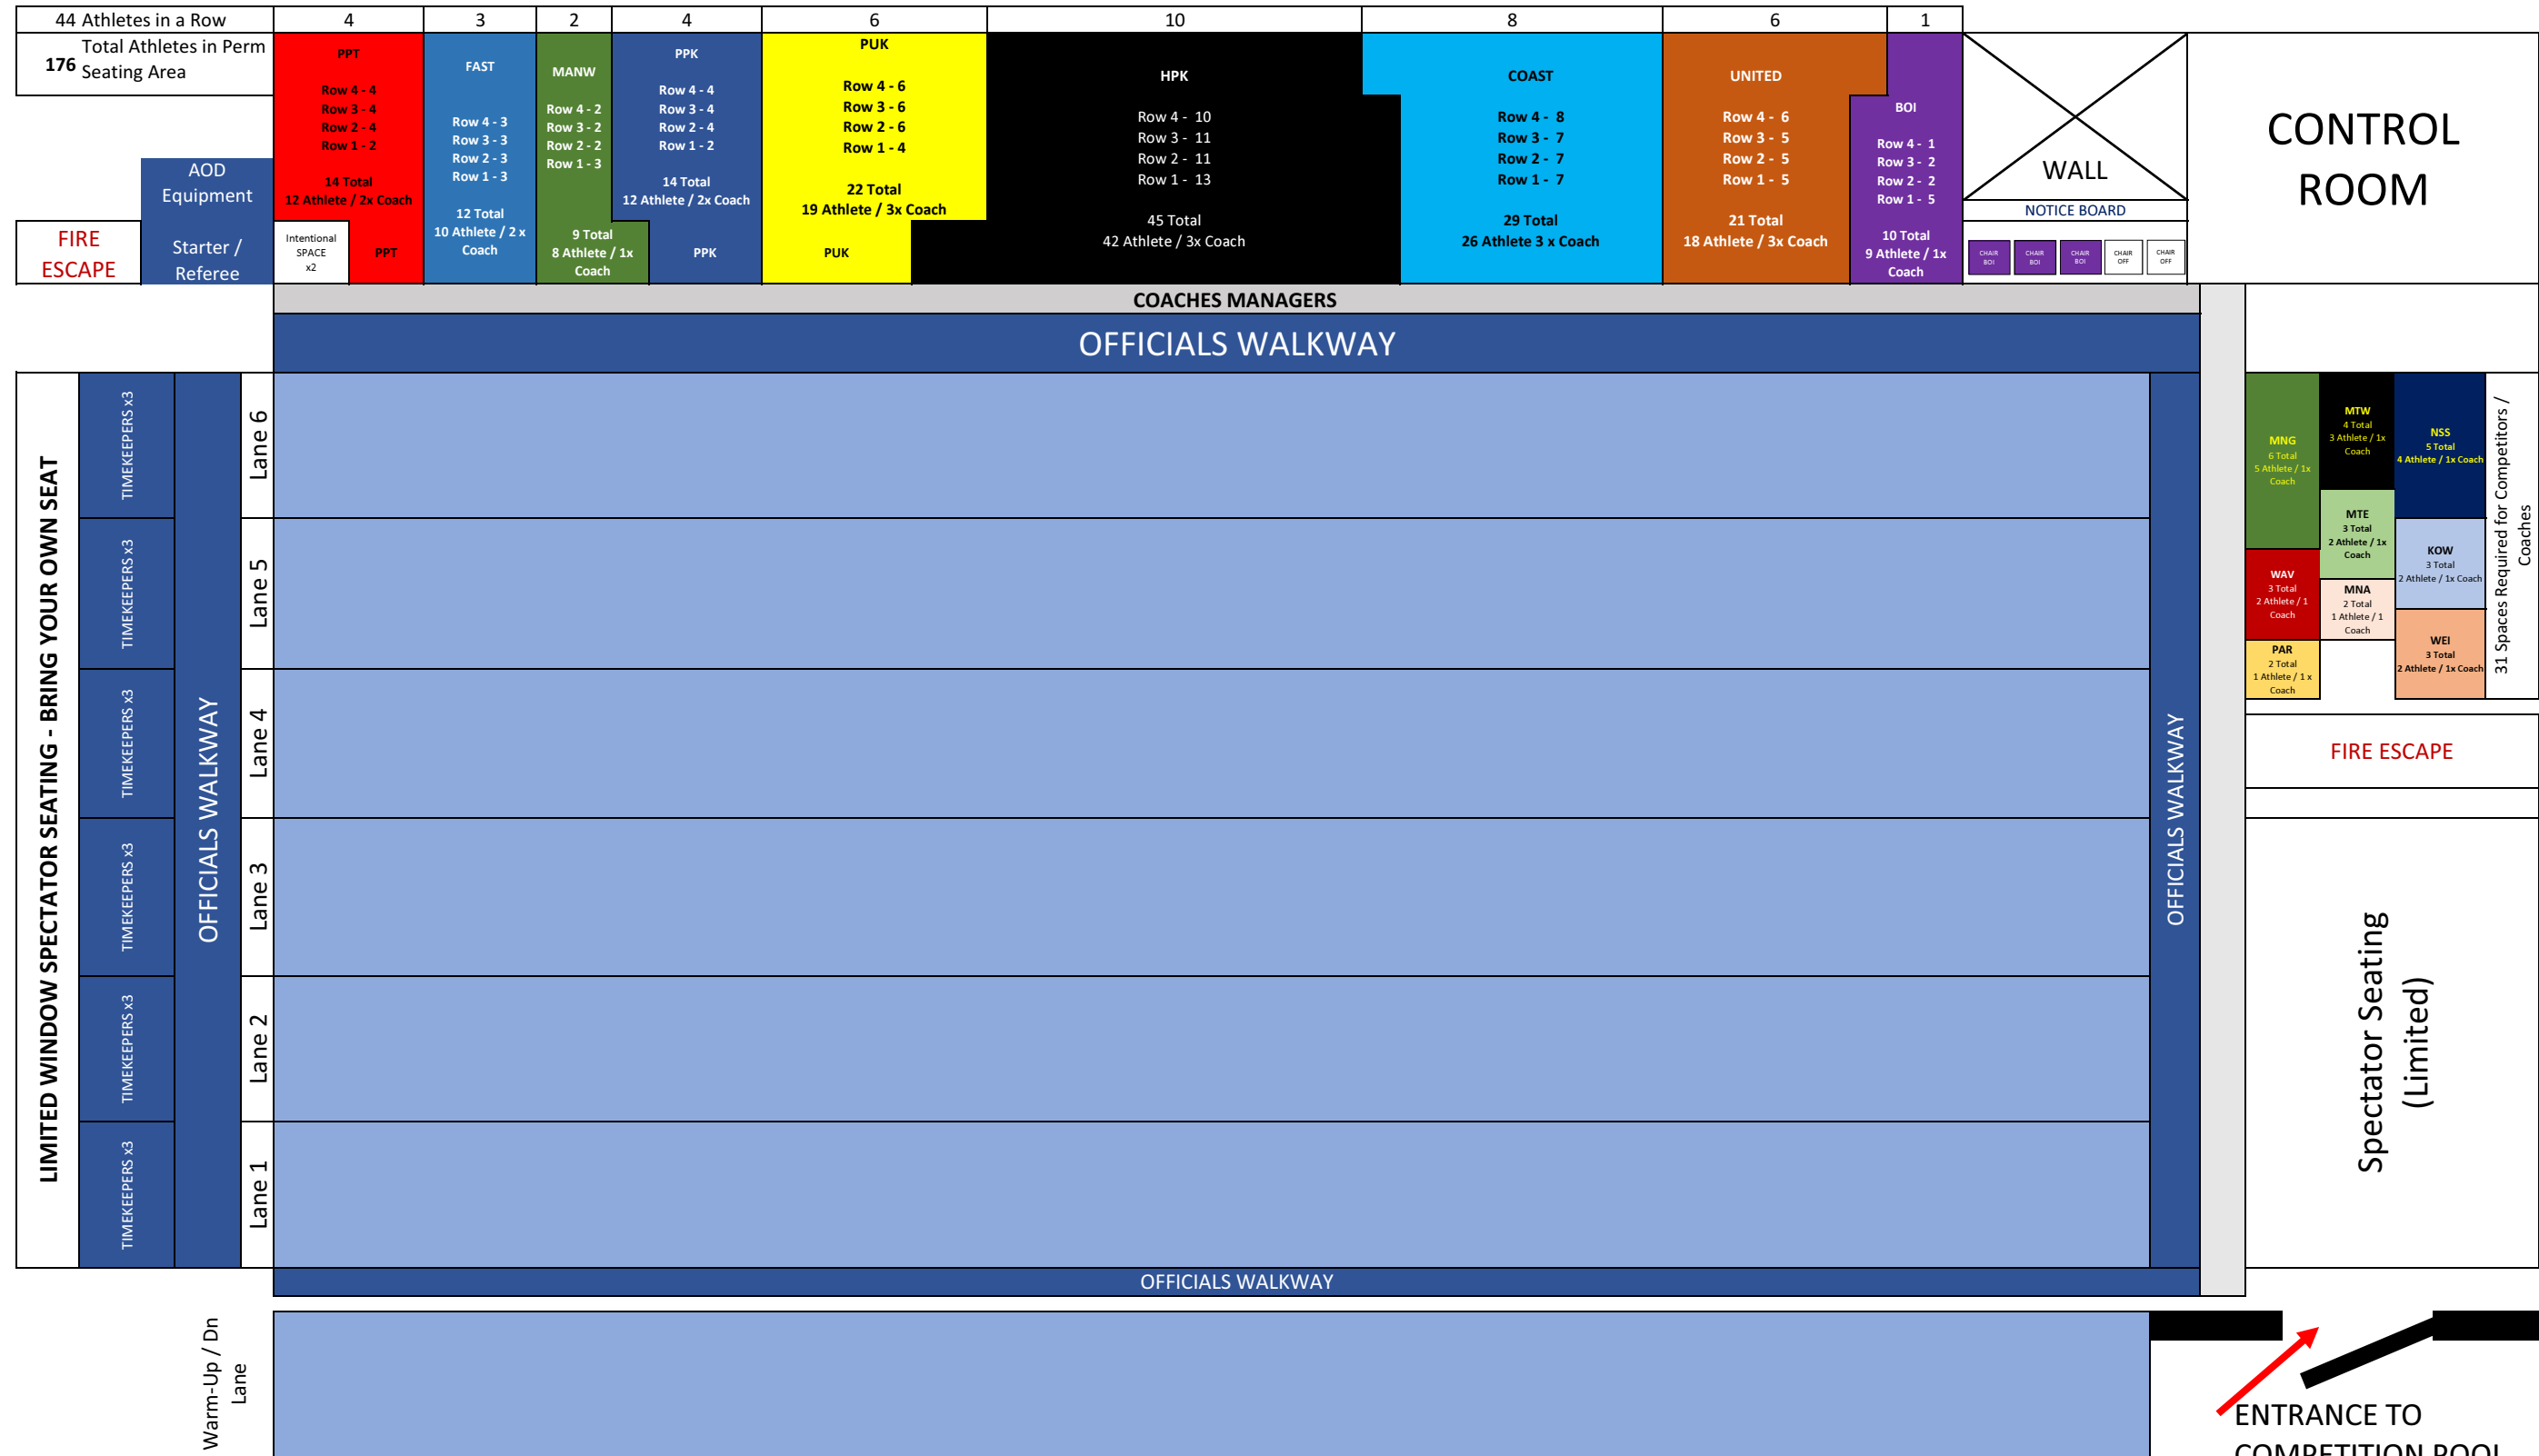 44 Athletes in a Row
4
3
2
4
6
10
8
6
1
176
Total Athletes in Perm
Seating Area
PPT
Row 4 - 4
Row 3 - 4
Row 2 - 4
Row 1 - 2
14 Total
12 Athlete / 2x Coach
Intentional
SPACE
x2
PPT
FAST
Row 4 - 3
Row 3 - 3
Row 2 - 3
Row 1 - 3
12 Total
10 Athlete / 2 x
Coach
MANW
Row 4 - 2
Row 3 - 2
Row 2 - 2
Row 1 - 3
9 Total
8 Athlete / 1x
Coach
PPK
Row 4 - 4
Row 3 - 4
Row 2 - 4
Row 1 - 2
14 Total
12 Athlete / 2x Coach
PPK
PUK
Row 4 - 6
Row 3 - 6
Row 2 - 6
Row 1 - 4
22 Total
19 Athlete / 3x Coach
PUK
HPK
Row 4 - 10
Row 3 - 11
Row 2 - 11
Row 1 - 13
45 Total
42 Athlete / 3x Coach
COAST
Row 4 - 8
Row 3 - 7
Row 2 - 7
Row 1 - 7
29 Total
26 Athlete 3 x Coach
UNITED
Row 4 - 6
Row 3 - 5
Row 2 - 5
Row 1 - 5
21 Total
18 Athlete / 3x Coach
BOI
Row 4 - 1
Row 3 - 2
Row 2 - 2
Row 1 - 5
10 Total
9 Athlete / 1x
Coach
WALL
NOTICE BOARD
CHAIR
BOI
CHAIR
BOI
CHAIR
BOI
CHAIR
OFF
CHAIR
OFF
CONTROL
ROOM
AOD
Equipment
Starter /
Referee
FIRE
ESCAPE
COACHES MANAGERS
OFFICIALS WALKWAY
LIMITED WINDOW SPECTATOR SEATING - BRING YOUR OWN SEAT
TIMEKEEPERS x3
TIMEKEEPERS x3
TIMEKEEPERS x3
TIMEKEEPERS x3
TIMEKEEPERS x3
TIMEKEEPERS x3
OFFICIALS WALKWAY
Lane 6
Lane 5
Lane 4
Lane 3
Lane 2
Lane 1
OFFICIALS WALKWAY
MNG
6 Total
5 Athlete / 1x
Coach
WAV
3 Total
2 Athlete / 1
Coach
PAR
2 Total
1 Athlete / 1 x
Coach
MTW
4 Total
3 Athlete / 1x
Coach
MTE
3 Total
2 Athlete / 1x
Coach
MNA
2 Total
1 Athlete / 1
Coach
NSS
5 Total
4 Athlete / 1x Coach
KOW
3 Total
2 Athlete / 1x Coach
WEI
3 Total
2 Athlete / 1x Coach
31 Spaces Required for Competitors /
Coaches
FIRE ESCAPE
Spectator Seating
(Limited)
OFFICIALS WALKWAY
Warm-Up / Dn
Lane
ENTRANCE TO
COMPETITION POOL